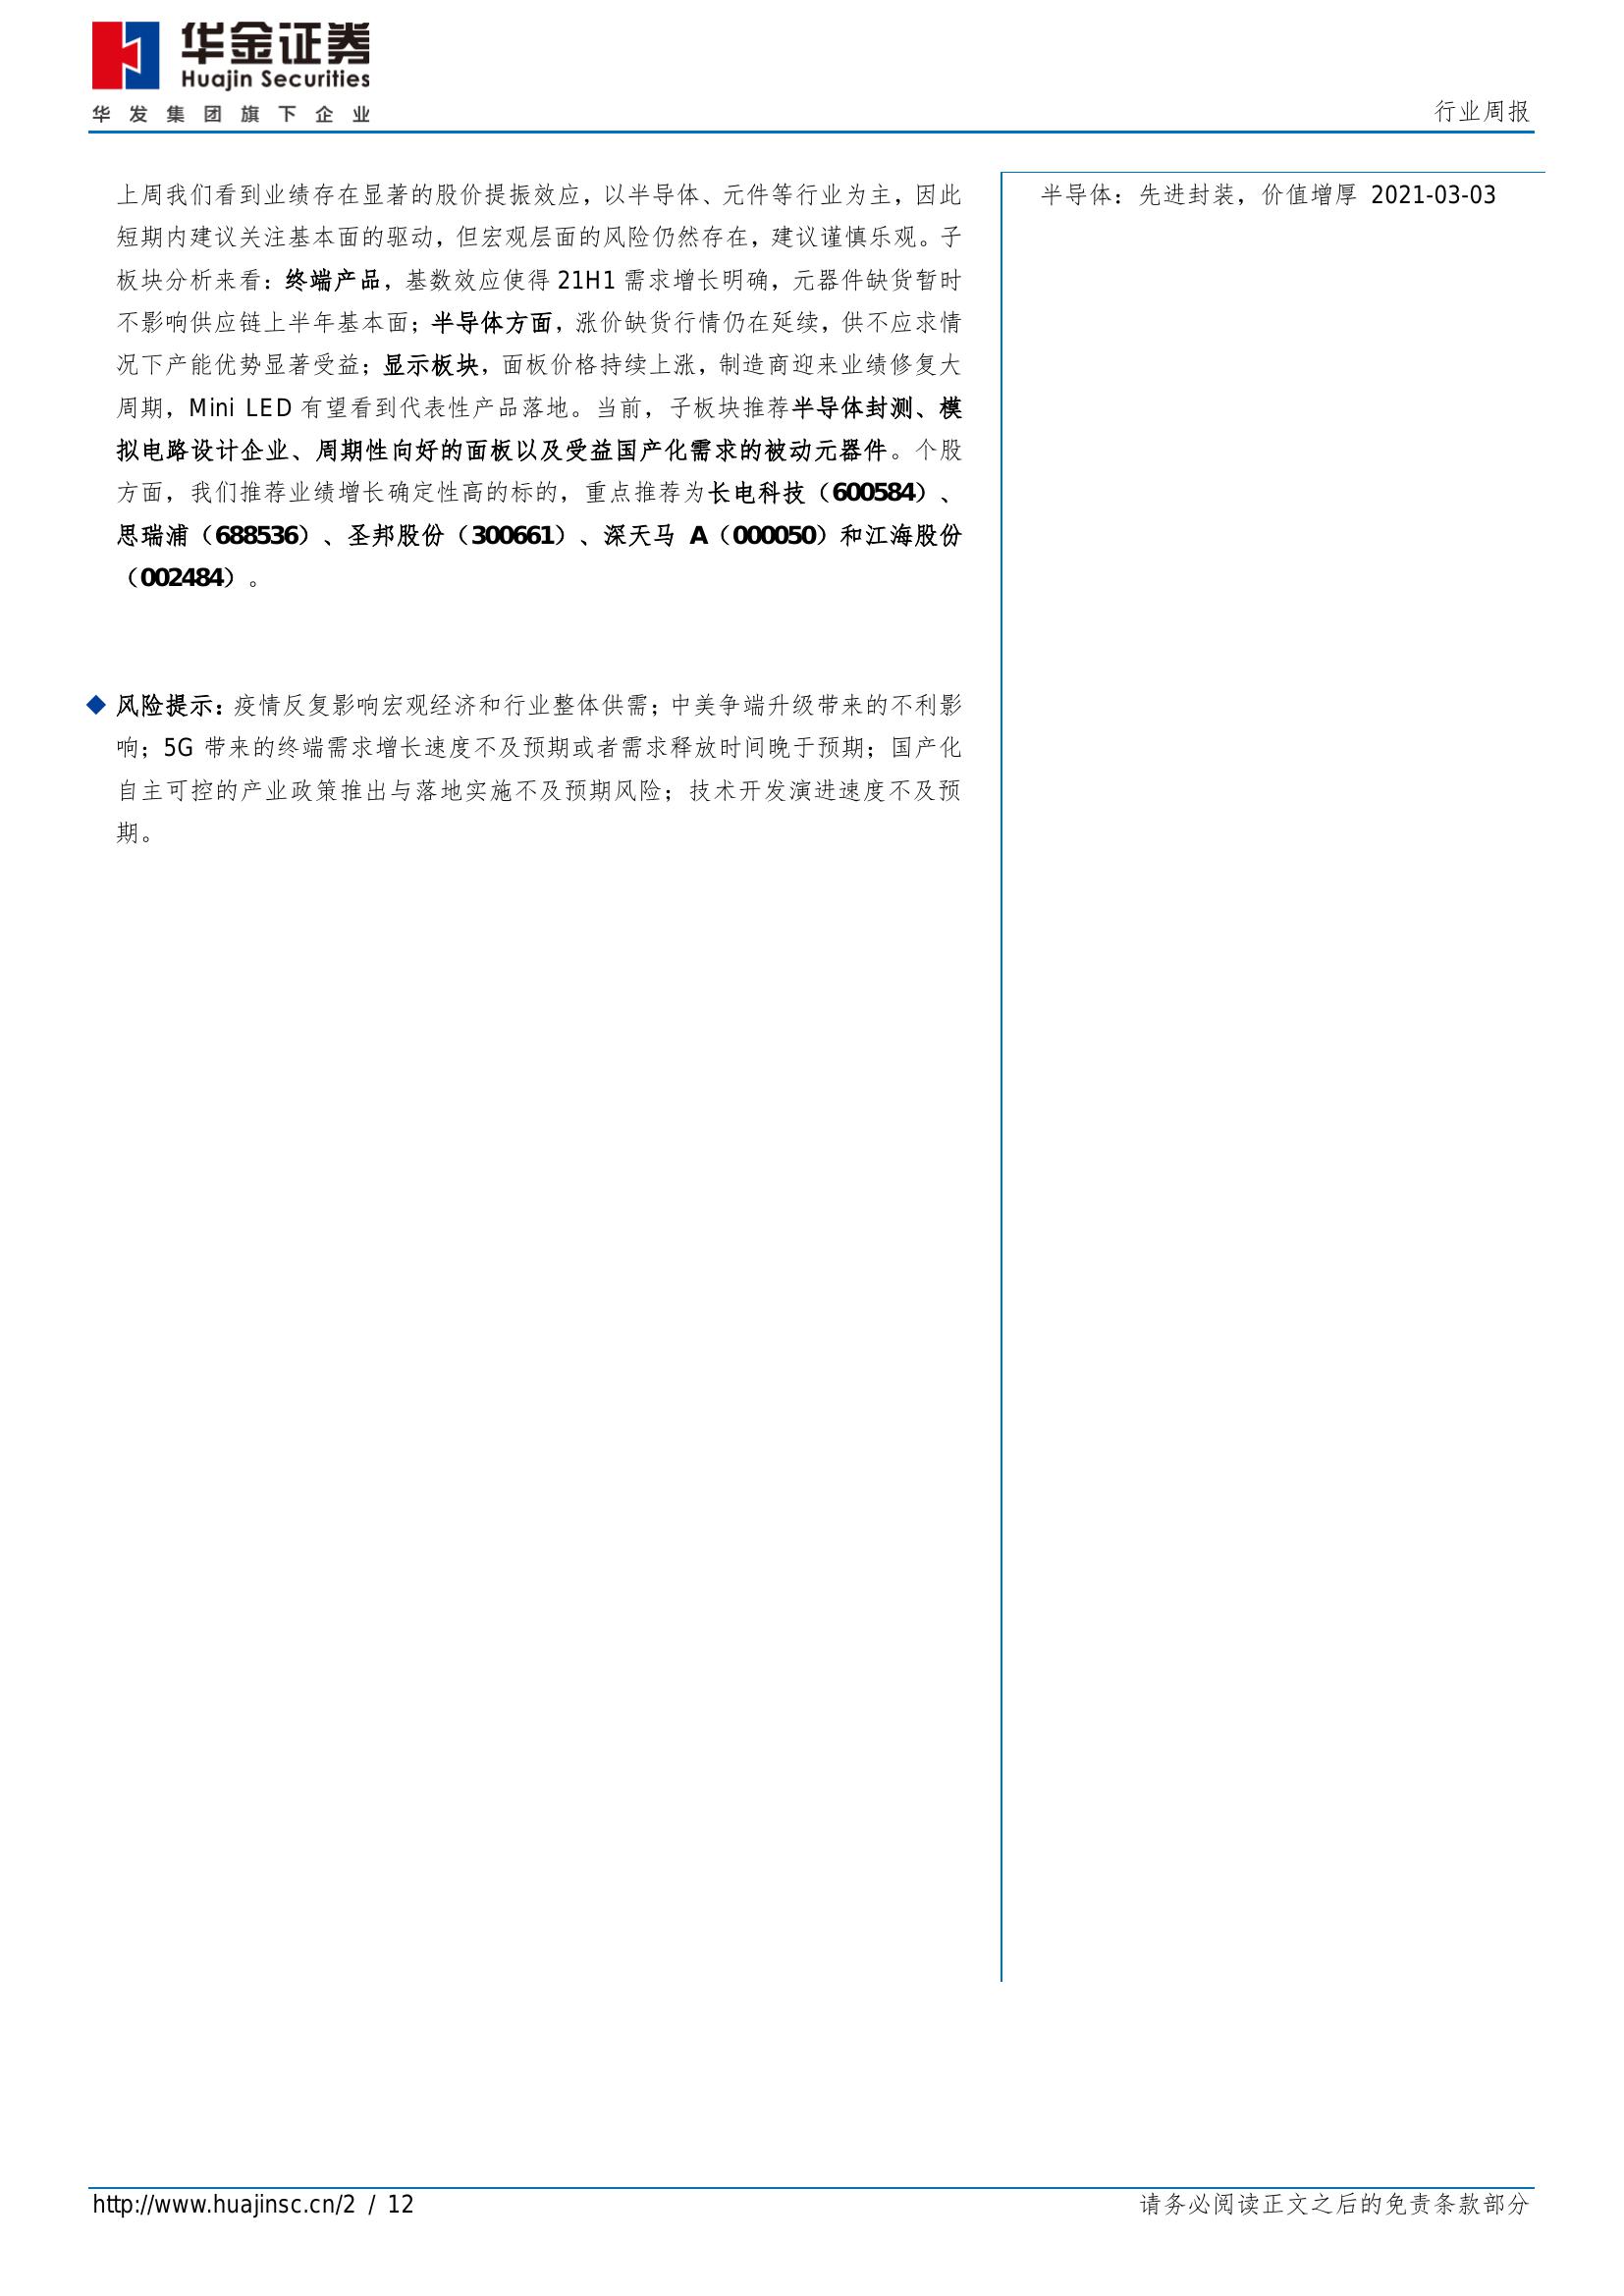 华金证券
Huajin Securities
华发集团旗下企业
行业周报
上周我们看到业绩存在显著的股价提振效应，以半导体、元件等行业为主，因此
短期内建议关注基本面的驱动，但宏观层面的风险仍然存在，建议谨慎乐观。子
板块分析来看：终端产品，基数效应使得 21H1 需求增长明确，元器件缺货暂时
不影响供应链上半年基本面；半导体方面，涨价缺货行情仍在延续，供不应求情
况下产能优势显著受益；显示板块，面板价格持续上涨，制造商迎来业绩修复大
周期，Mini LED 有望看到代表性产品落地。当前，子板块推荐半导体封测、模
拟电路设计企业、周期性向好的面板以及受益国产化需求的被动元器件。个股
方面，我们推荐业绩增长确定性高的标的，重点推荐为长电科技（600584）、
思瑞浦（688536）、圣邦股份（300661）、深天马 A（000050）和江海股份
（002484）。
◆ 风险提示：疫情反复影响宏观经济和行业整体供需；中美争端升级带来的不利影
响；5G 带来的终端需求增长速度不及预期或者需求释放时间晚于预期；国产化
自主可控的产业政策推出与落地实施不及预期风险；技术开发演进速度不及预
期。
半导体：先进封装，价值增厚 2021-03-03
http://www.huajinsc.cn/2 / 12
请务必阅读正文之后的免责条款部分